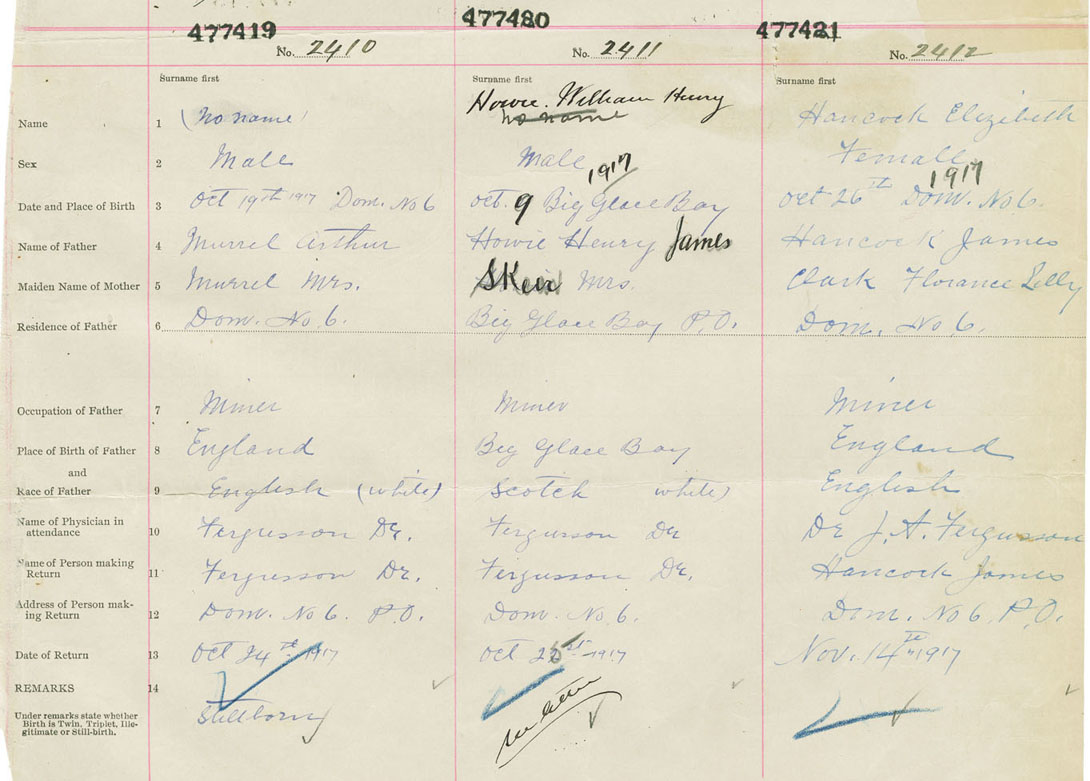 477419 477420 477421
No. 2410 No. 2411 No. 2412
Surname first Surname first Surname first
Howie. William Henry
Name 1 (no name) no name Hancock Elizebeth
Sex 2 Male Male Female
1917 1917
Date and Place of Birth 3 Oct 19th 1917 Dom. No 6 Oct. 9 Big Glace Bay Oct 26th Dom. No 6.
Name of Father 4 Murrel Arthur Howie Henry James Hancock James
Maiden Name of Mother 5 Murrel Mrs. Mrs. Clark Florance Lilly
Residence of Father 6 Dom. No 6. Big Glace Bay P.O. Dom. No 6.
Occupation of Father 7 Miner Miner Miner
Place of Birth of Father 8 England Big Glace Bay England
and
Race of Father 9 English (white) Scotch white) English
Name of Physician in
attendance 10 Fergusson Dr. Fergusson Dr Dr J. A. Fergusson
Name of Person making
Return 11 Fergusson Dr. Fergusson Dr. Hancock James
Address of Person mak-
ing Return 12 Dom. No 6. P.O. Dom. No 6. Dom. No 6 P.O.
Date of Return 13 Oct 24th 1917 Oct 1917 Nov. 14th 1917
REMARKS 14
Under remarks state whether
Birth is Twin, Triplet, Ille-
gitimate or Still-birth.
Stillborn
see letter